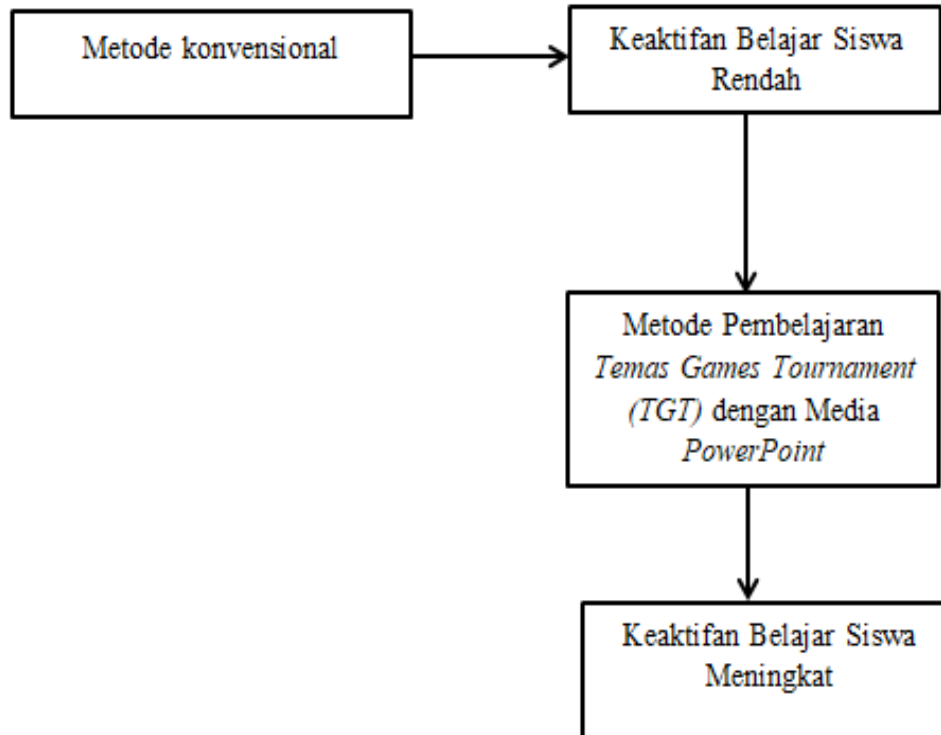 Metode konvensional
Keaktifan Belajar Siswa
Rendah
Metode Pembelajaran
Temas Games Tournament
(TGT) dengan Media
PowerPoint
Keaktifan Belajar Siswa
Meningkat